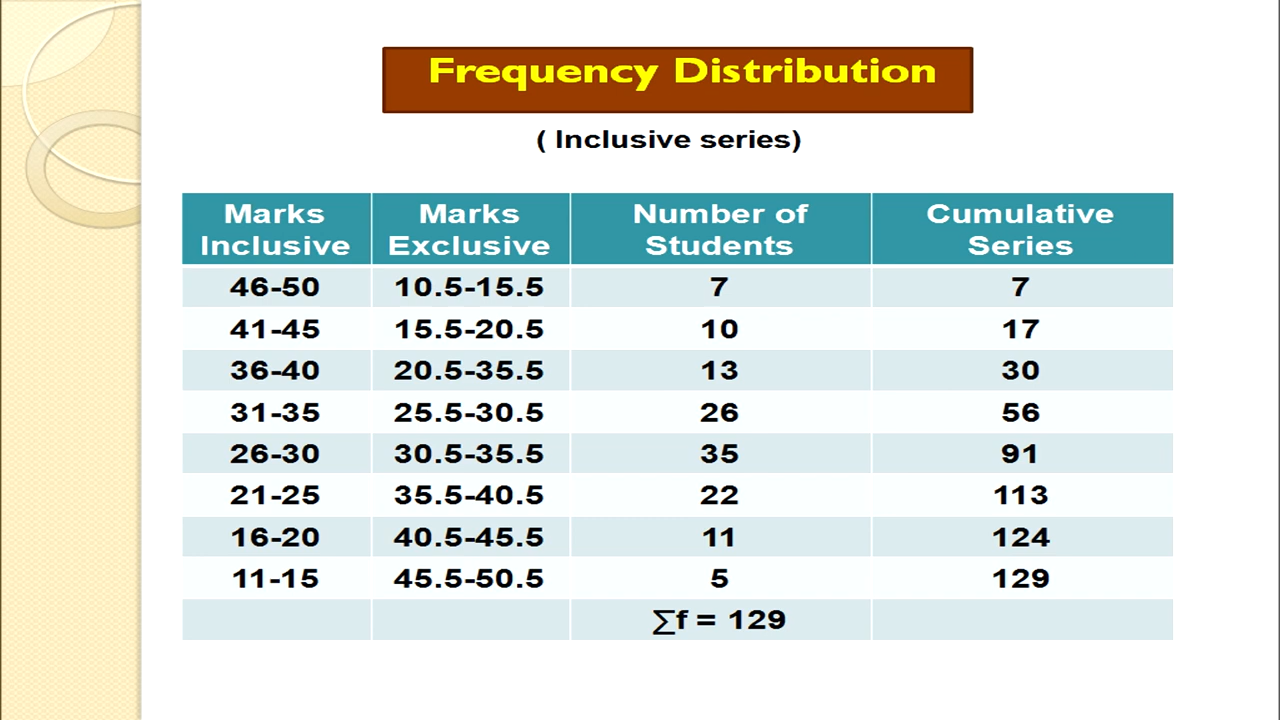 Frequency Distribution
( Inclusive series)
Marks Inclusive Marks Exclusive Number of Students Cumulative Series
46-50 10.5-15.5 7 7
41-45 15.5-20.5 10 17
36-40 20.5-35.5 13 30
31-35 25.5-30.5 26 56
26-30 30.5-35.5 35 91
21-25 35.5-40.5 22 113
16-20 40.5-45.5 11 124
11-15 45.5-50.5 5 129
∑f = 129